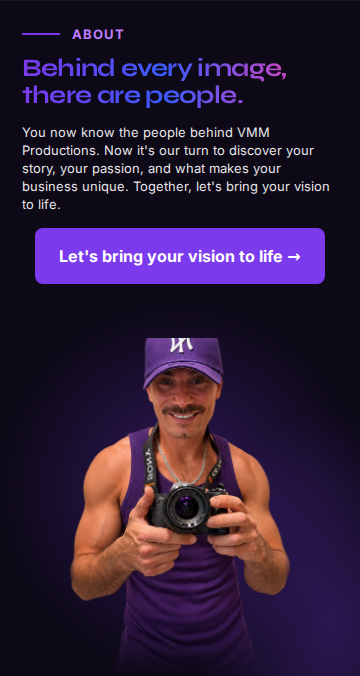 ABOUT
Behind every image,
there are people.
You now know the people behind VMM
Productions. Now it's our turn to discover your
story, your passion, and what makes your
business unique. Together, let's bring your vision
to life.
Let's bring your vision to life →